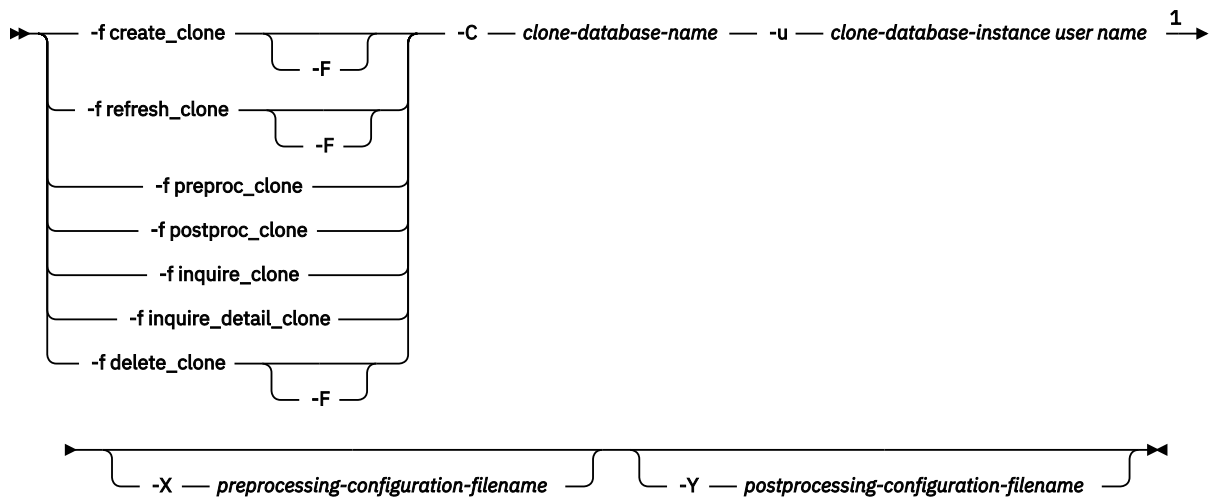 -f create_clone -F -C clone-database-name -u clone-database-instance user name 1
-f refresh_clone -F
-f preproc_clone
-f postproc_clone
-f inquire_clone
-f inquire_detail_clone
-f delete_clone -F
-X preprocessing-configuration-filename -Y postprocessing-configuration-filename